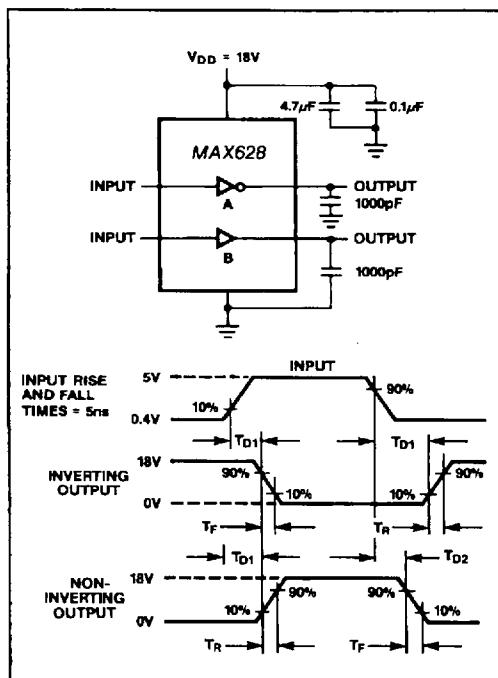 VDD = 18V
4.7µF 0.1µF
MAX628
INPUT OUTPUT
A 1000pF
INPUT OUTPUT
B
1000pF
INPUT
INPUT RISE
AND FALL
TIMES = 5ns
5V
90%
10%
0.4V
TD1 TD1
INVERTING
OUTPUT
18V
90% 90%
10% 10%
0V
TF TR
TD1 TD2
NON-
INVERTING
OUTPUT
18V
90% 90%
10% 10%
0V
TR TF